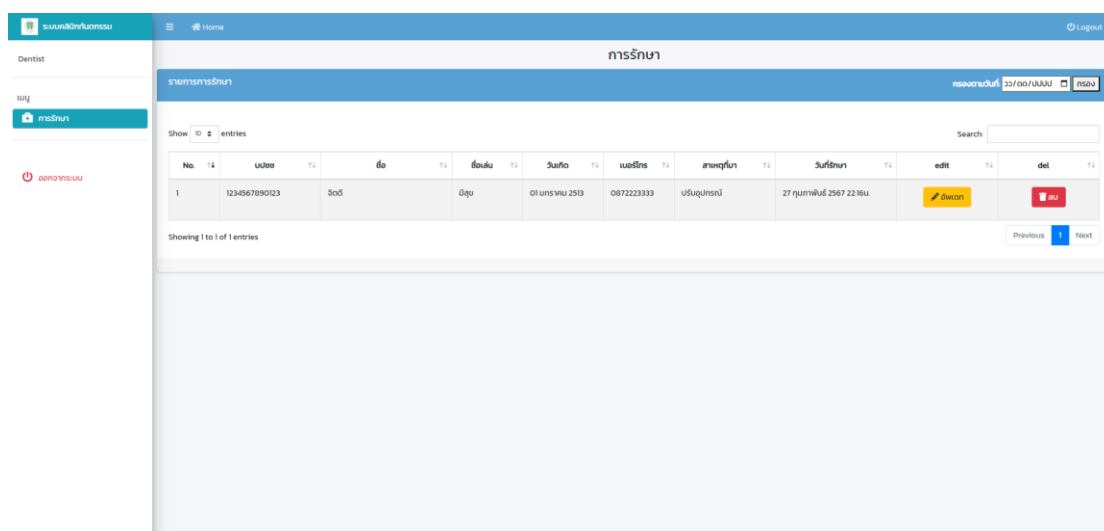 ระบบคลินิกทันตกรรม
Home
Logout
Dentist
เมนู
การรักษา
ออกจากระบบ
การรักษา
รายการการรักษา
กรองตามวันที่: วว/ดด/ปปปป กรอง
Show 10 entries
Search:
No. บปชช ชื่อ ชื่อเล่น วันเกิด เบอร์โทร สาเหตุที่มา วันที่รักษา edit del
1 1234567890123 จิตดี มีสุข 01 มกราคม 2513 0872223333 ปรับอุปกรณ์ 27 กุมภาพันธ์ 2567 22:16น. อัพเดท ลบ
Showing 1 to 1 of 1 entries
Previous 1 Next